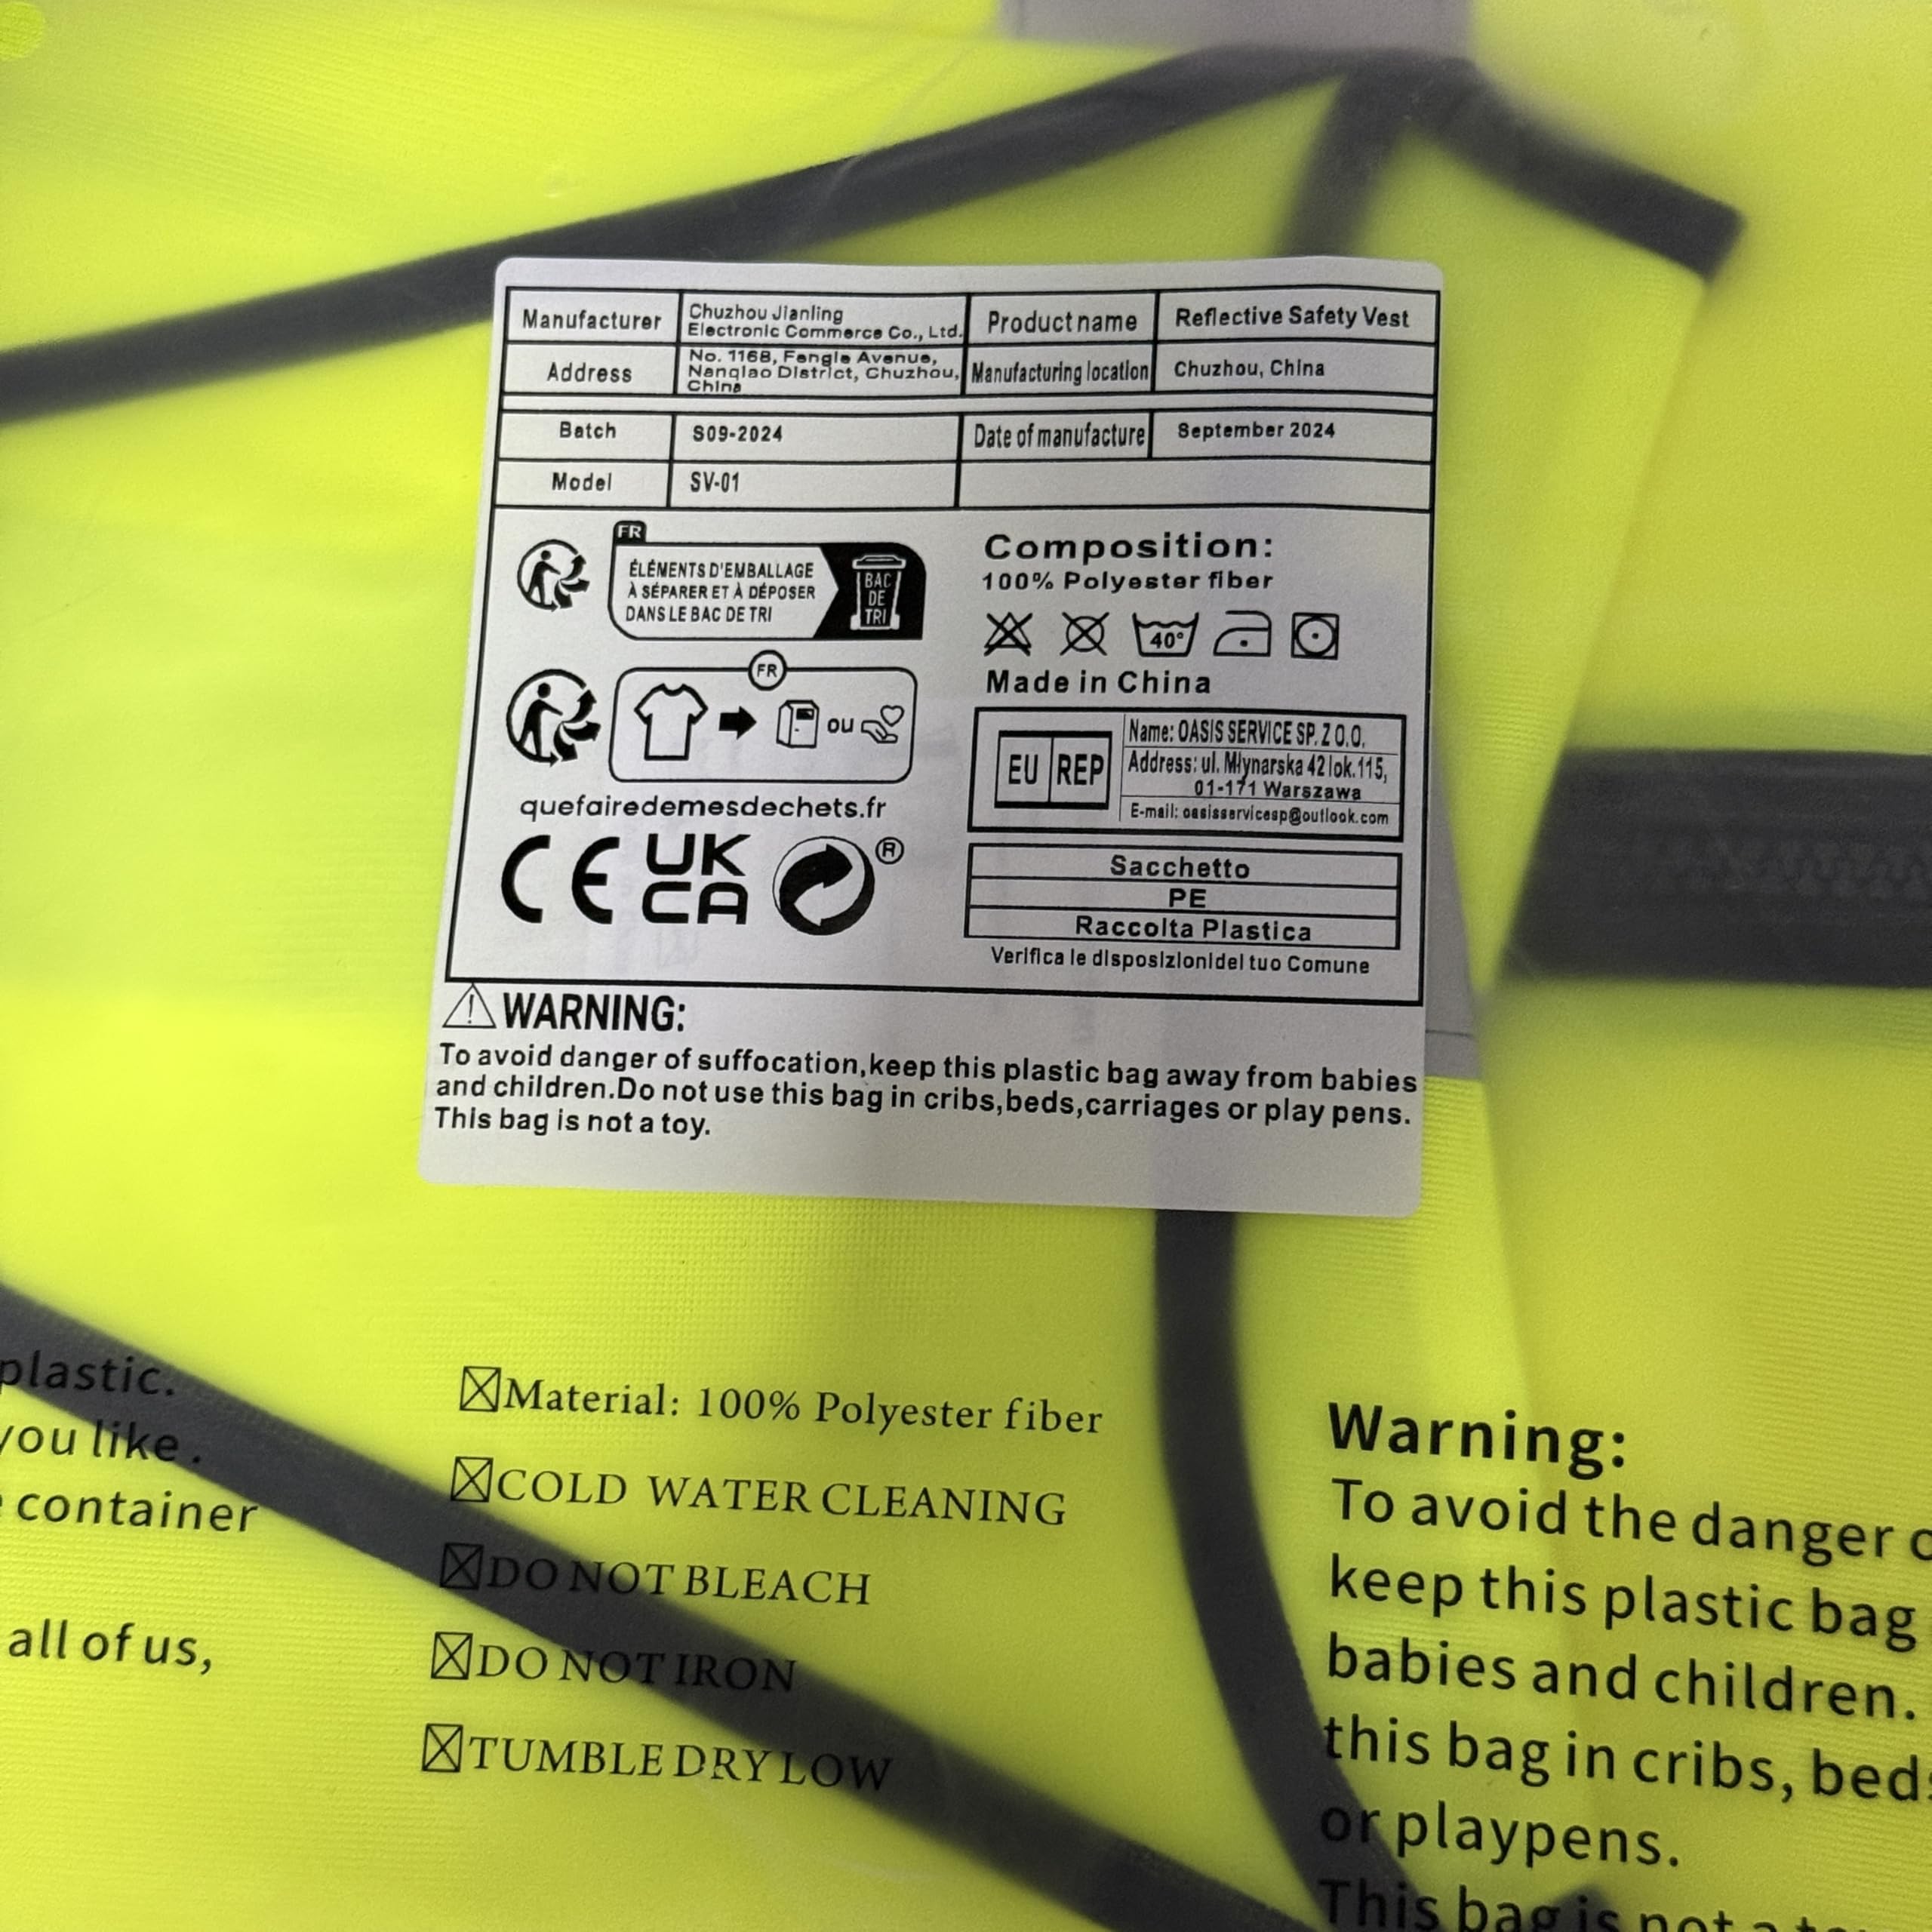 Manufacturer
Chuzhou Jianling
Electronic Commerce Co., Ltd.
Product name
Reflective Safety Vest
Address
No. 1168, Fengle Avenue,
Nanqiao District, Chuzhou,
China
Manufacturing location
Chuzhou, China
Batch
S09-2024
Date of manufacture
September 2024
Model
SV-01
FR
ÉLÉMENTS D'EMBALLAGE
À SÉPARER ET À DÉPOSER
DANS LE BAC DE TRI
BAC
DE
TRI
FR
ou
quefairedemesdechets.fr
CE
UK
CA
®
Composition:
100% Polyester fiber
40°
Made in China
EU REP
Name: OASIS SERVICE SP. Z O.O.
Address: ul. Młynarska 42 lok.115,
01-171 Warszawa
E-mail: oasisservicesp@outlook.com
Sacchetto
PE
Raccolta Plastica
Verifica le disposizionidel tuo Comune
WARNING:
To avoid danger of suffocation,keep this plastic bag away from babies
and children.Do not use this bag in cribs,beds,carriages or play pens.
This bag is not a toy.
plastic.
you like.
container
all of us,
Material: 100% Polyester fiber
COLD WATER CLEANING
DO NOT BLEACH
DO NOT IRON
TUMBLE DRY LOW
Warning:
To avoid the danger
keep this plastic bag
babies and children.
this bag in cribs, beds
or playpens.
This bag is not a